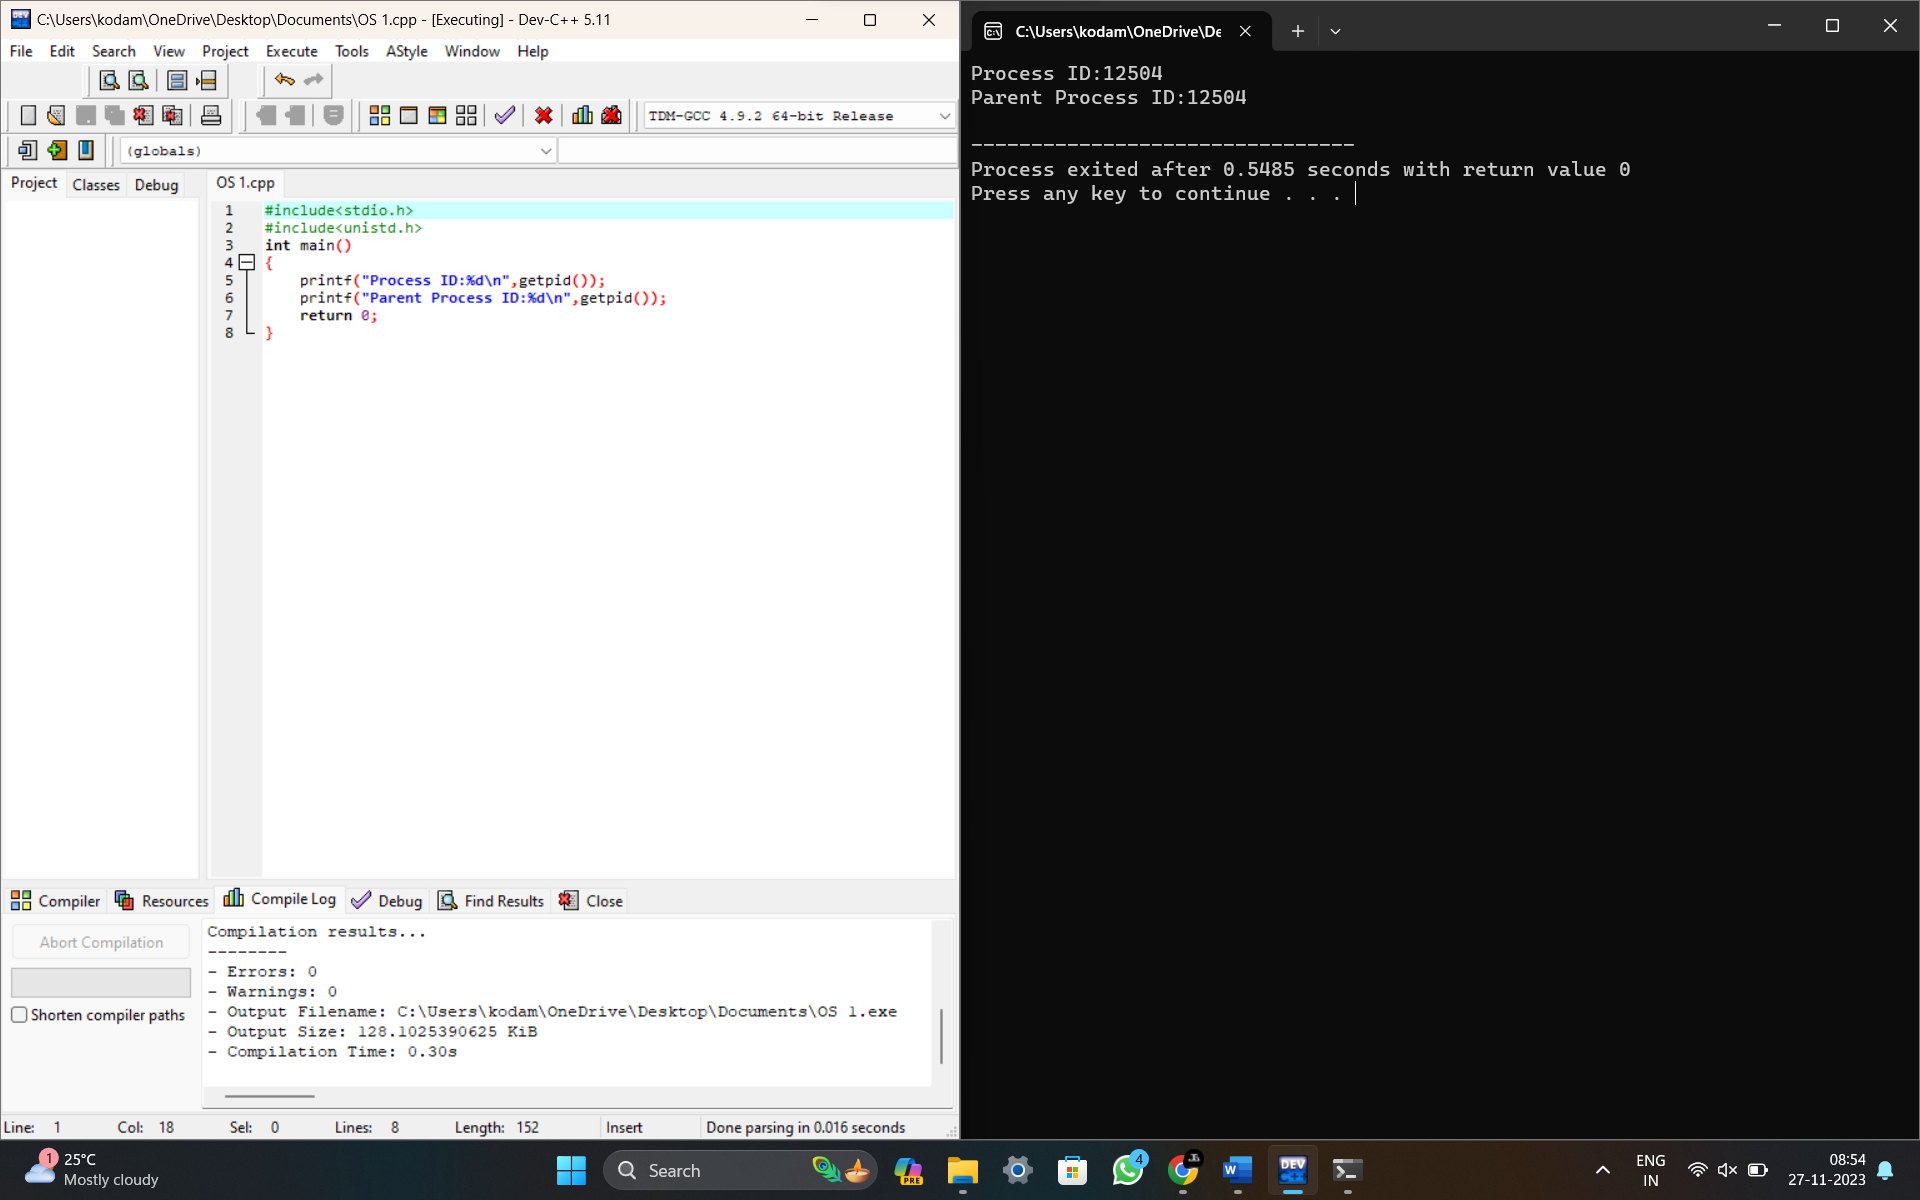 C:\Users\kodam\OneDrive\Desktop\Documents\OS 1.cpp - [Executing] - Dev-C++ 5.11
File Edit Search View Project Execute Tools AStyle Window Help
TDM-GCC 4.9.2 64-bit Release
(globals)
Project Classes Debug
OS 1.cpp
1 #include<stdio.h>
2 #include<unistd.h>
3 int main()
4 {
5 printf("Process ID:%d\n",getpid());
6 printf("Parent Process ID:%d\n",getpid());
7 return 0;
8 }
Compiler Resources Compile Log Debug Find Results Close
Abort Compilation
Shorten compiler paths
Compilation results...
--------
- Errors: 0
- Warnings: 0
- Output Filename: C:\Users\kodam\OneDrive\Desktop\Documents\OS 1.exe
- Output Size: 128.1025390625 KiB
- Compilation Time: 0.30s
Line: 1 Col: 18 Sel: 0 Lines: 8 Length: 152 Insert Done parsing in 0.016 seconds
C:\Users\kodam\OneDrive\De
Process ID:12504
Parent Process ID:12504
--------------------------------
Process exited after 0.5485 seconds with return value 0
Press any key to continue . . .
1
25°C
Mostly cloudy
Search
PRE
4
W
DEV
C++
ENG
IN
08:54
27-11-2023